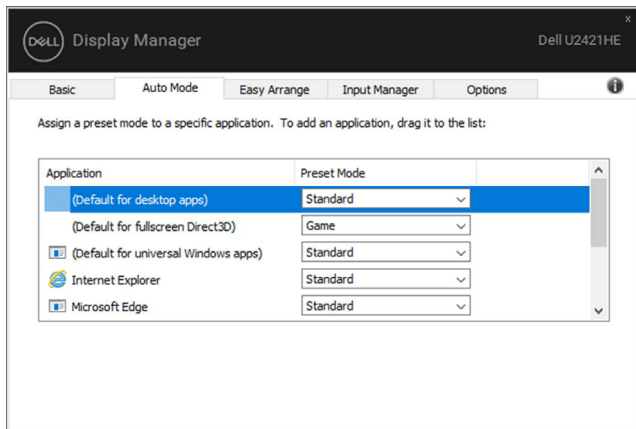 x
DELL Display Manager Dell U2421HE
Basic Auto Mode Easy Arrange Input Manager Options
Assign a preset mode to a specific application. To add an application, drag it to the list:
Application Preset Mode
(Default for desktop apps) Standard
(Default for fullscreen Direct3D) Game
(Default for universal Windows apps) Standard
Internet Explorer Standard
Microsoft Edge Standard